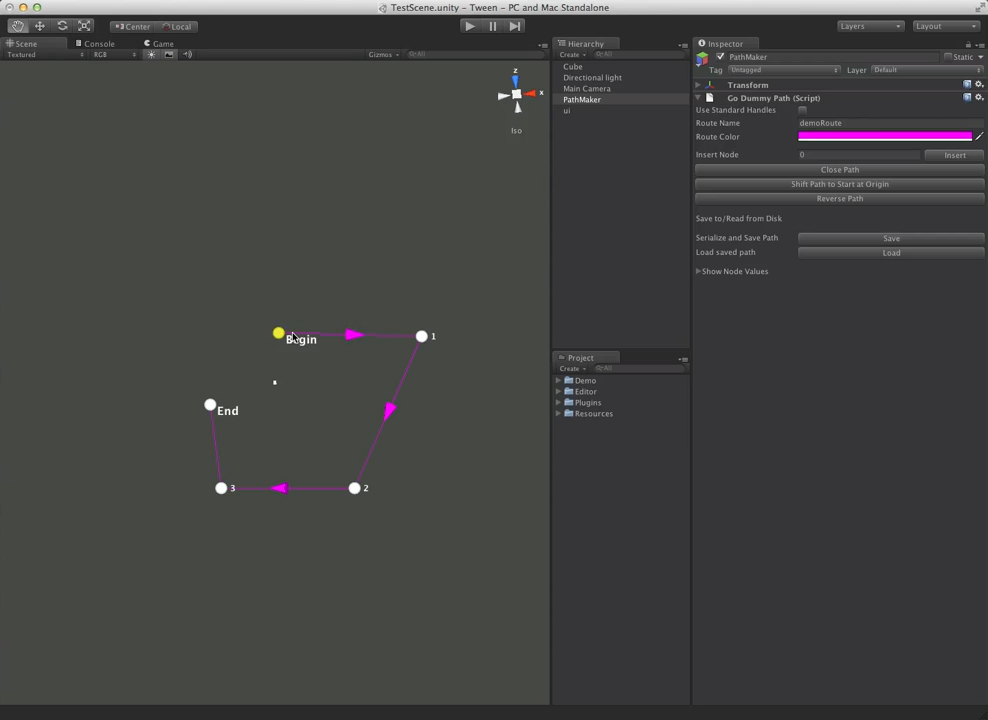 TestScene.unity – Tween – PC and Mac Standalone
Center Local Layers Layout
Scene Console Game
Textured RGB Gizmos All
z
x
Iso
Begin
1
End
3
2
Hierarchy
Create All
Cube
Directional light
Main Camera
PathMaker
ui
Project
Create All
Demo
Editor
Plugins
Resources
Inspector
PathMaker Static
Tag Untagged Layer Default
Transform
Go Dummy Path (Script)
Use Standard Handles
Route Name demoRoute
Route Color
Insert Node 0 Insert
Close Path
Shift Path to Start at Origin
Reverse Path
Save to/Read from Disk
Serialize and Save Path Save
Load saved path Load
Show Node Values